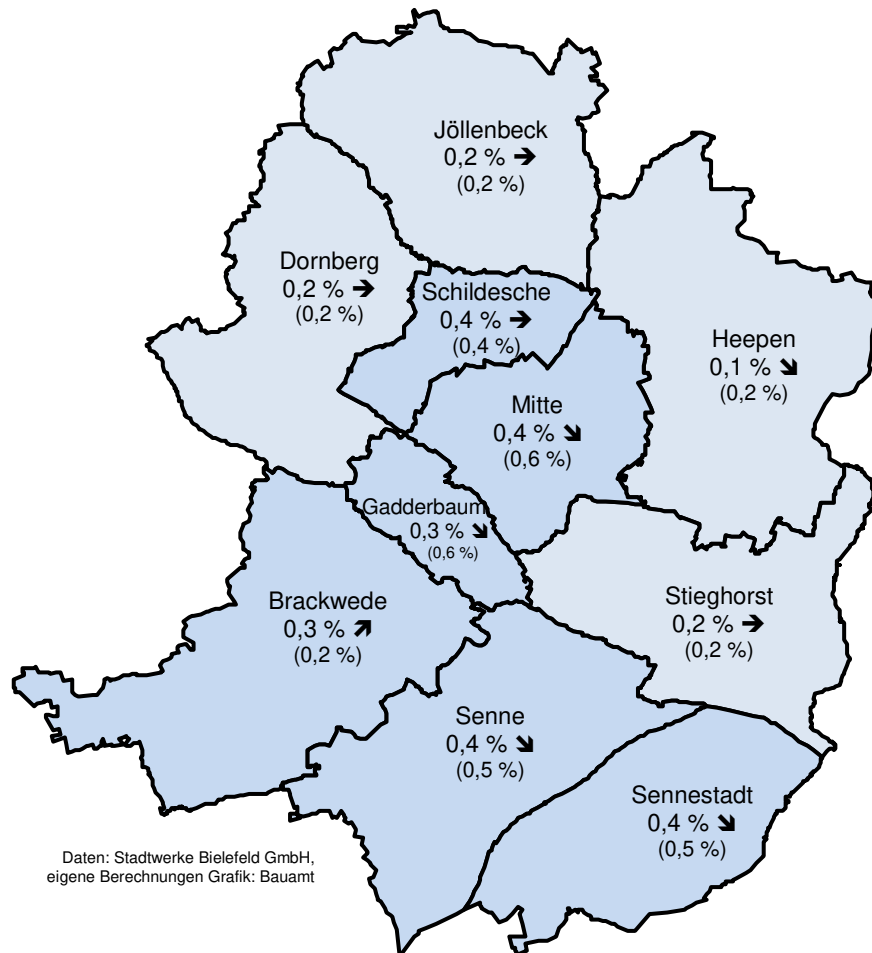 Jöllenbeck
0,2 % ➔
(0,2 %)
Dornberg
0,2 % ➔
(0,2 %)
Schildesche
0,4 % ➔
(0,4 %)
Heepen
0,1 % ➘
(0,2 %)
Mitte
0,4 % ➘
(0,6 %)
Gadderbaum
0,3 % ➘
(0,6 %)
Brackwede
0,3 % ➚
(0,2 %)
Stieghorst
0,2 % ➔
(0,2 %)
Senne
0,4 % ➘
(0,5 %)
Sennestadt
0,4 % ➘
(0,5 %)
Daten: Stadtwerke Bielefeld GmbH,
eigene Berechnungen Grafik: Bauamt